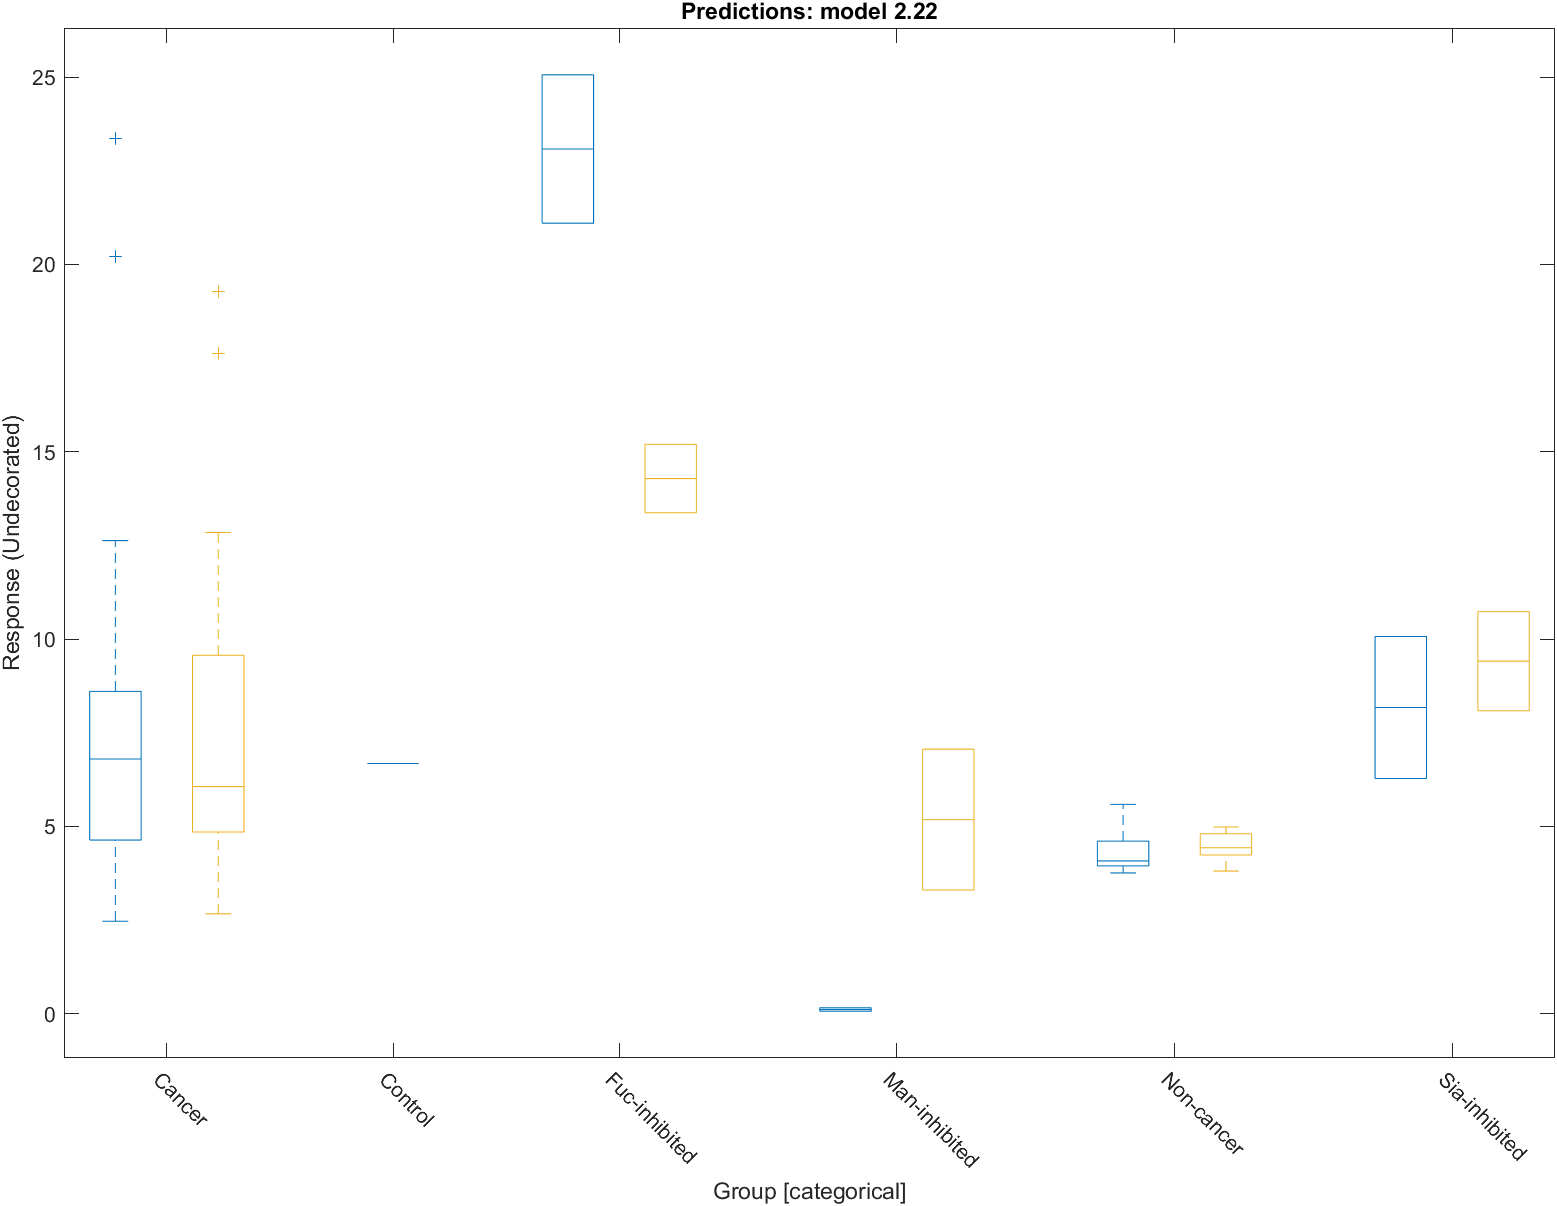 Predictions: model 2.22
25
20
15
10
5
0
Response (Undecorated)
Cancer
Control
Fuc-inhibited
Man-inhibited
Non-cancer
Sia-inhibited
Group [categorical]